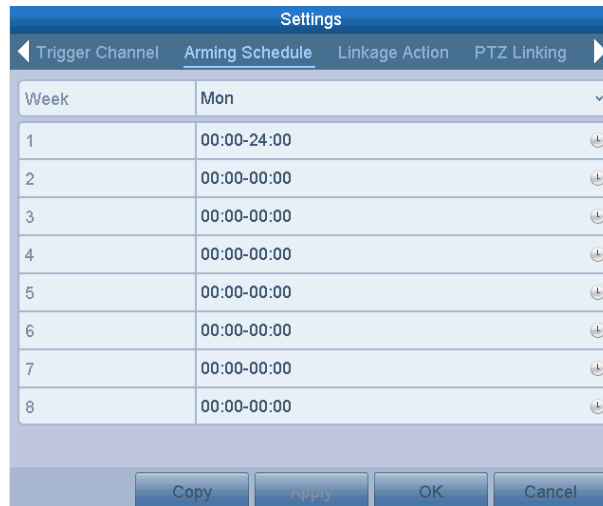 Settings
Trigger Channel Arming Schedule Linkage Action PTZ Linking
Week Mon
1 00:00-24:00
2 00:00-00:00
3 00:00-00:00
4 00:00-00:00
5 00:00-00:00
6 00:00-00:00
7 00:00-00:00
8 00:00-00:00
Copy Apply OK Cancel